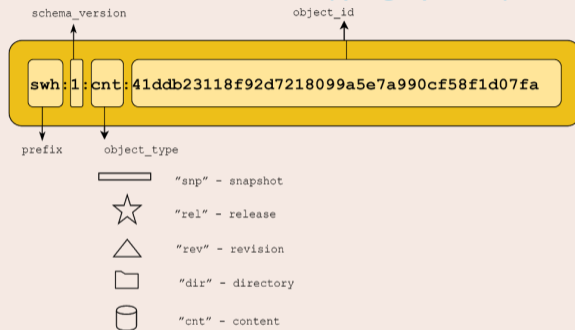 schema_version object_id
swh:1:cnt:41ddb23118f92d7218099a5e7a990cf58f1d07fa
prefix object_type
"snp" - snapshot
"rel" - release
"rev" - revision
"dir" - directory
"cnt" - content